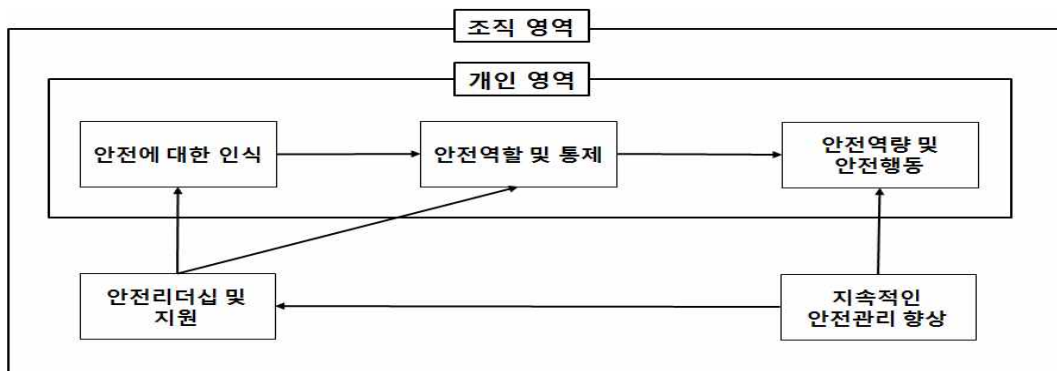 조직 영역
개인 영역
안전에 대한 인식
안전역할 및 통제
안전역량 및
안전행동
안전리더십 및
지원
지속적인
안전관리 향상